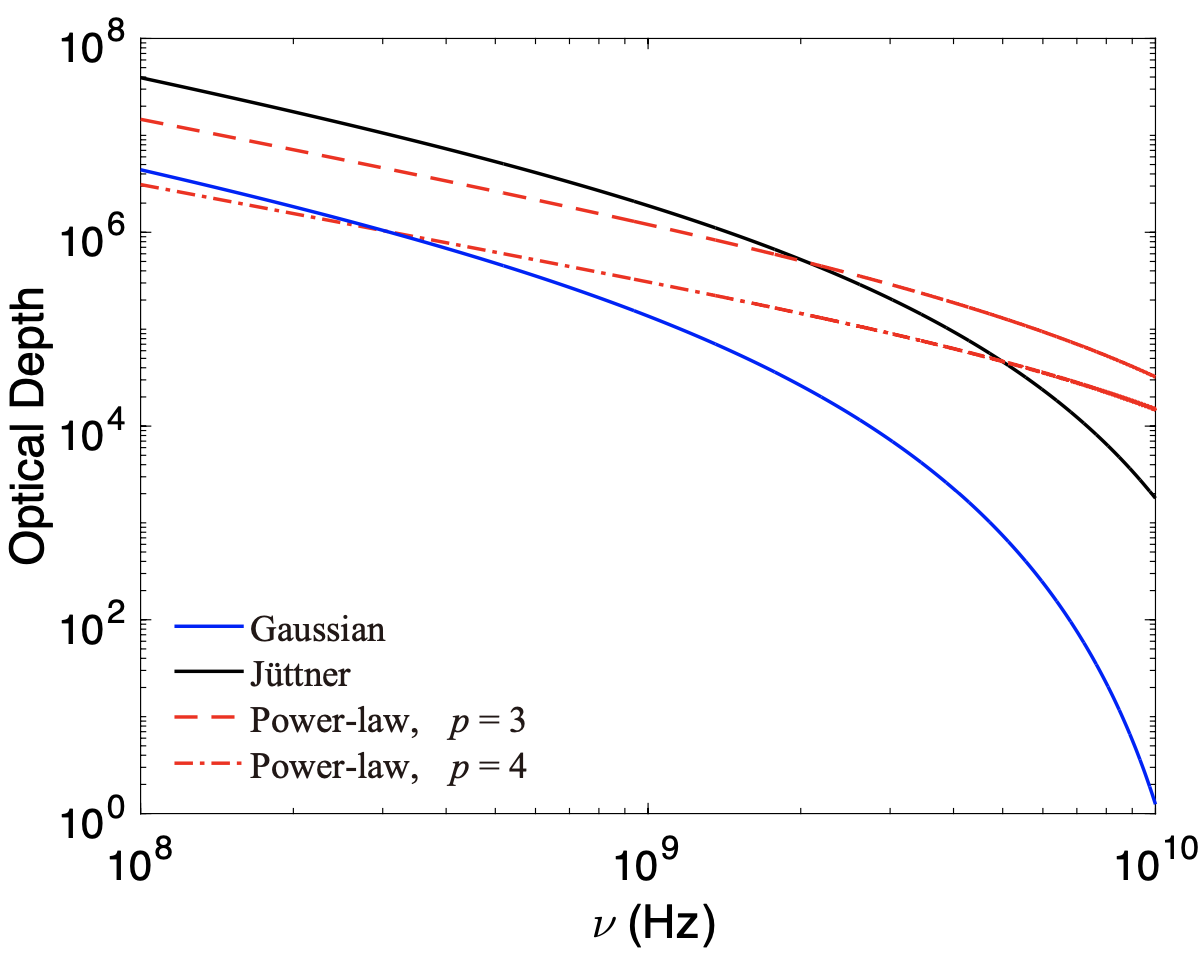 10^8
10^6
10^4
10^2
10^0
Optical Depth
Gaussian
Jüttner
Power-law, p = 3
Power-law, p = 4
10^8 10^9 10^10
ν (Hz)